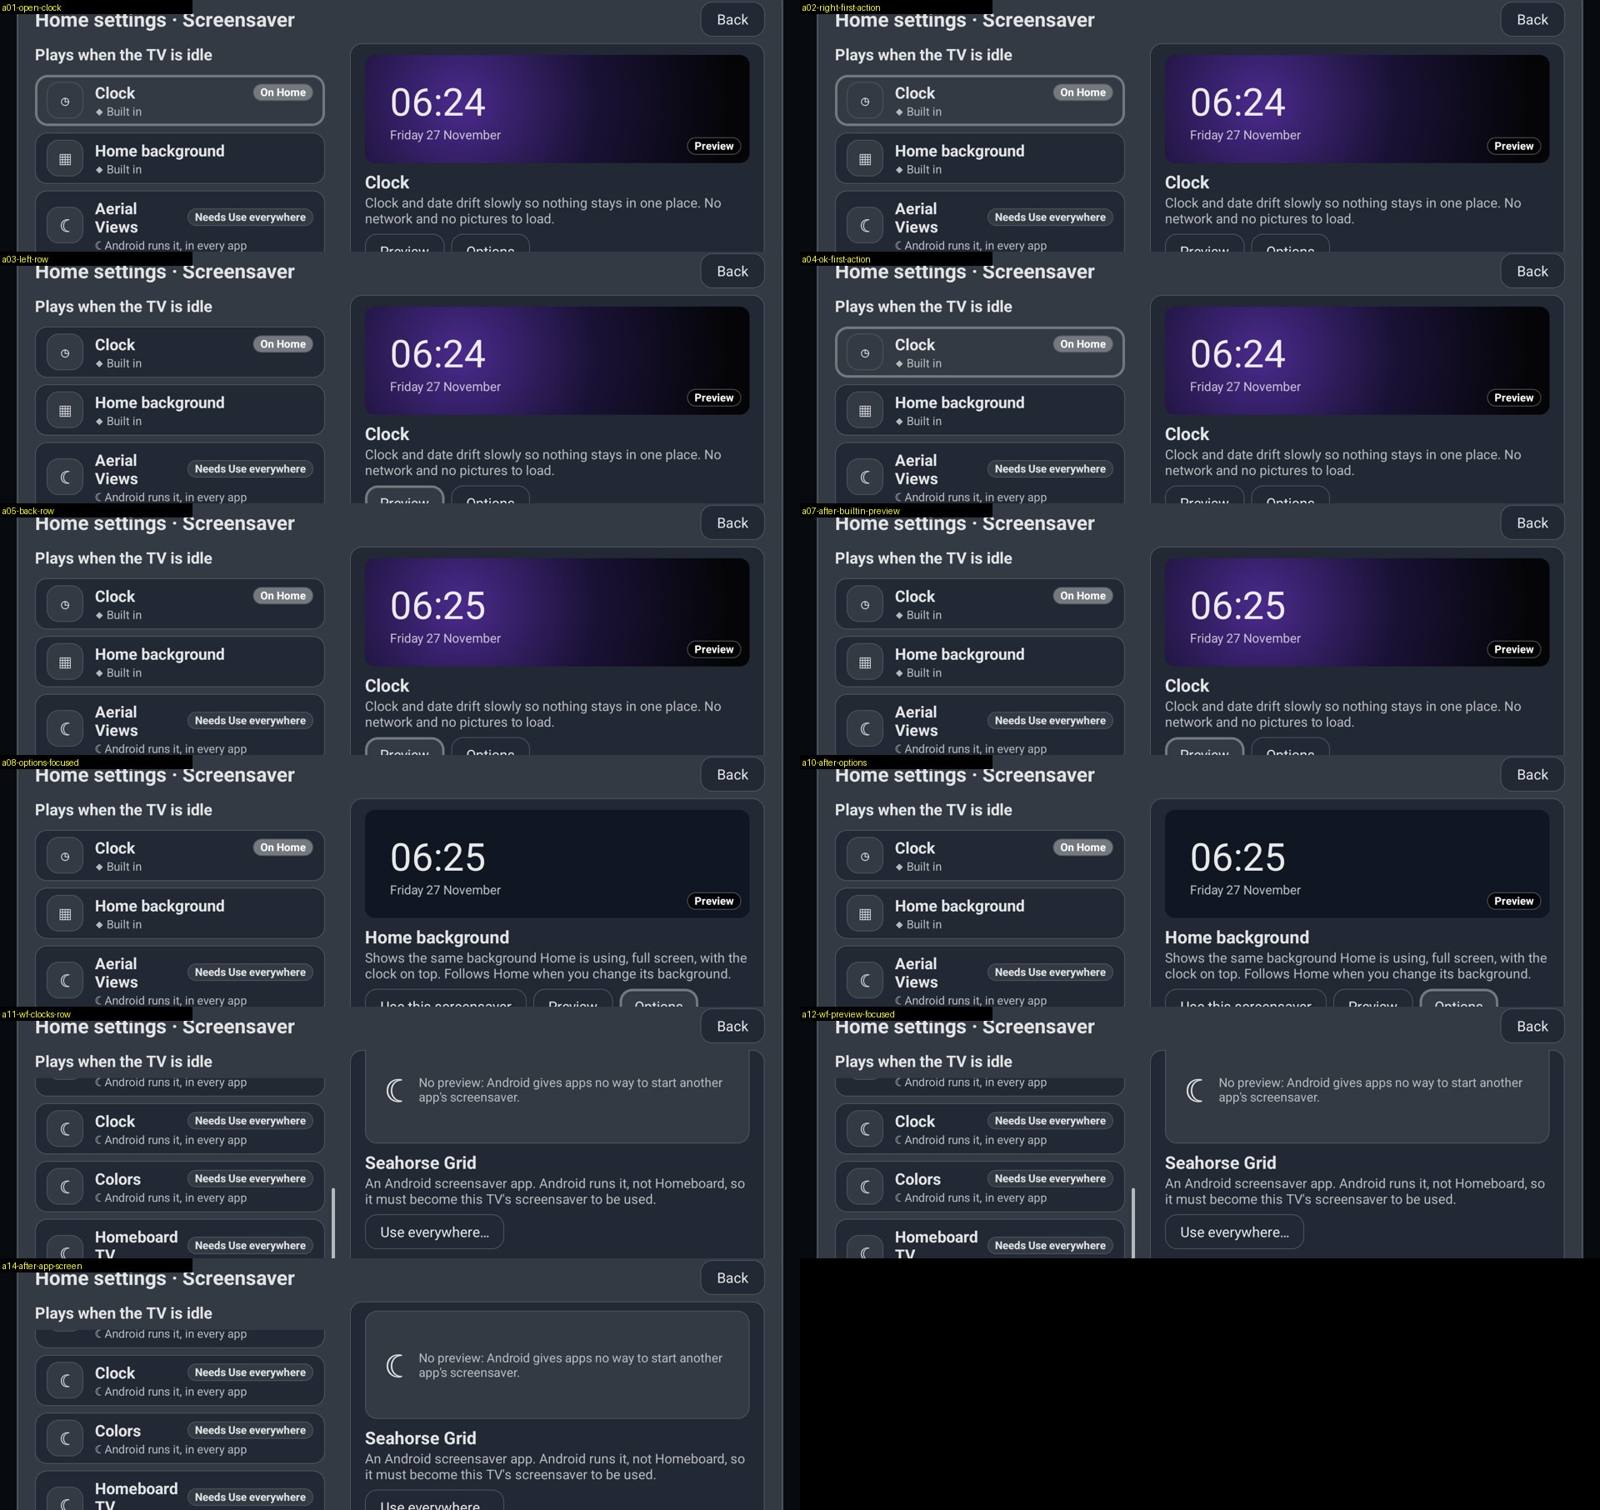 a01-open-clock
Home settings · Screensaver
Back
Plays when the TV is idle
Clock
On Home
◆ Built in
Home background
◆ Built in
Aerial Views
Needs Use everywhere
☾ Android runs it, in every app
06:24
Friday 27 November
Preview
Clock
Clock and date drift slowly so nothing stays in one place. No
network and no pictures to load.
Preview
Options
a02-right-first-action
Home settings · Screensaver
Back
Plays when the TV is idle
Clock
On Home
◆ Built in
Home background
◆ Built in
Aerial Views
Needs Use everywhere
☾ Android runs it, in every app
06:24
Friday 27 November
Preview
Clock
Clock and date drift slowly so nothing stays in one place. No
network and no pictures to load.
Preview
Options
a03-left-row
Home settings · Screensaver
Back
Plays when the TV is idle
Clock
On Home
◆ Built in
Home background
◆ Built in
Aerial Views
Needs Use everywhere
☾ Android runs it, in every app
06:24
Friday 27 November
Preview
Clock
Clock and date drift slowly so nothing stays in one place. No
network and no pictures to load.
Preview
Options
a04-ok-first-action
Home settings · Screensaver
Back
Plays when the TV is idle
Clock
On Home
◆ Built in
Home background
◆ Built in
Aerial Views
Needs Use everywhere
☾ Android runs it, in every app
06:24
Friday 27 November
Preview
Clock
Clock and date drift slowly so nothing stays in one place. No
network and no pictures to load.
Preview
Options
a05-back-row
Home settings · Screensaver
Back
Plays when the TV is idle
Clock
On Home
◆ Built in
Home background
◆ Built in
Aerial Views
Needs Use everywhere
☾ Android runs it, in every app
06:25
Friday 27 November
Preview
Clock
Clock and date drift slowly so nothing stays in one place. No
network and no pictures to load.
Preview
Options
a07-after-builtin-preview
Home settings · Screensaver
Back
Plays when the TV is idle
Clock
On Home
◆ Built in
Home background
◆ Built in
Aerial Views
Needs Use everywhere
☾ Android runs it, in every app
06:25
Friday 27 November
Preview
Clock
Clock and date drift slowly so nothing stays in one place. No
network and no pictures to load.
Preview
Options
a08-options-focused
Home settings · Screensaver
Back
Plays when the TV is idle
Clock
On Home
◆ Built in
Home background
◆ Built in
Aerial Views
Needs Use everywhere
☾ Android runs it, in every app
06:25
Friday 27 November
Preview
Home background
Shows the same background Home is using, full screen, with the
clock on top. Follows Home when you change its background.
Use this screensaver
Preview
Options
a10-after-options
Home settings · Screensaver
Back
Plays when the TV is idle
Clock
On Home
◆ Built in
Home background
◆ Built in
Aerial Views
Needs Use everywhere
☾ Android runs it, in every app
06:25
Friday 27 November
Preview
Home background
Shows the same background Home is using, full screen, with the
clock on top. Follows Home when you change its background.
Use this screensaver
Preview
Options
a11-wf-clocks-row
Home settings · Screensaver
Back
Plays when the TV is idle
☾ Android runs it, in every app
Clock
Needs Use everywhere
☾ Android runs it, in every app
Colors
Needs Use everywhere
☾ Android runs it, in every app
Homeboard TV
Needs Use everywhere
No preview: Android gives apps no way to start another
app's screensaver.
Seahorse Grid
An Android screensaver app. Android runs it, not Homeboard, so
it must become this TV's screensaver to be used.
Use everywhere…
a12-wf-preview-focused
Home settings · Screensaver
Back
Plays when the TV is idle
☾ Android runs it, in every app
Clock
Needs Use everywhere
☾ Android runs it, in every app
Colors
Needs Use everywhere
☾ Android runs it, in every app
Homeboard TV
Needs Use everywhere
No preview: Android gives apps no way to start another
app's screensaver.
Seahorse Grid
An Android screensaver app. Android runs it, not Homeboard, so
it must become this TV's screensaver to be used.
Use everywhere…
a14-after-app-screen
Home settings · Screensaver
Back
Plays when the TV is idle
☾ Android runs it, in every app
Clock
Needs Use everywhere
☾ Android runs it, in every app
Colors
Needs Use everywhere
☾ Android runs it, in every app
Homeboard TV
Needs Use everywhere
No preview: Android gives apps no way to start another
app's screensaver.
Seahorse Grid
An Android screensaver app. Android runs it, not Homeboard, so
it must become this TV's screensaver to be used.
Use everywhere